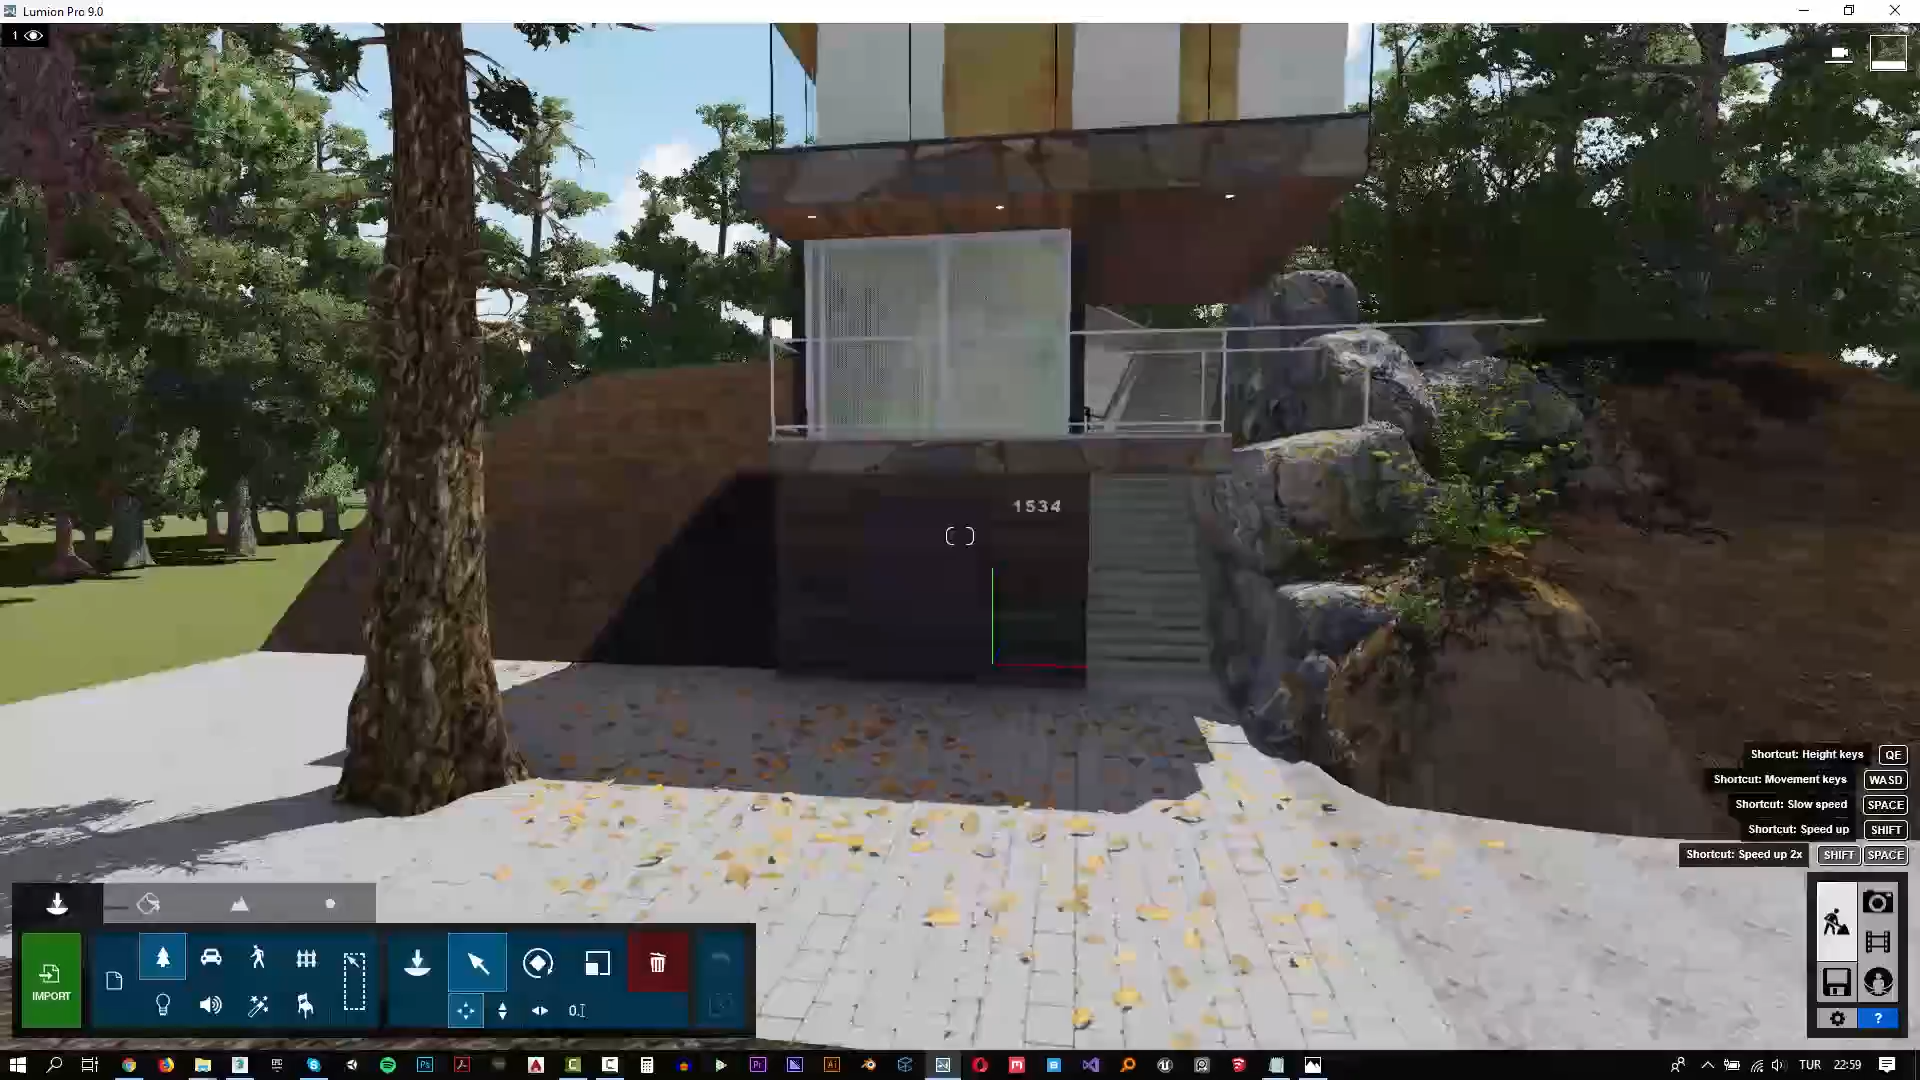 Lumion Pro 9.0
1
1534
Shortcut: Height keys QE
Shortcut: Movement keys WASD
Shortcut: Slow speed SPACE
Shortcut: Speed up SHIFT
Shortcut: Speed up 2x SHIFT SPACE
IMPORT
?
TUR 22:59